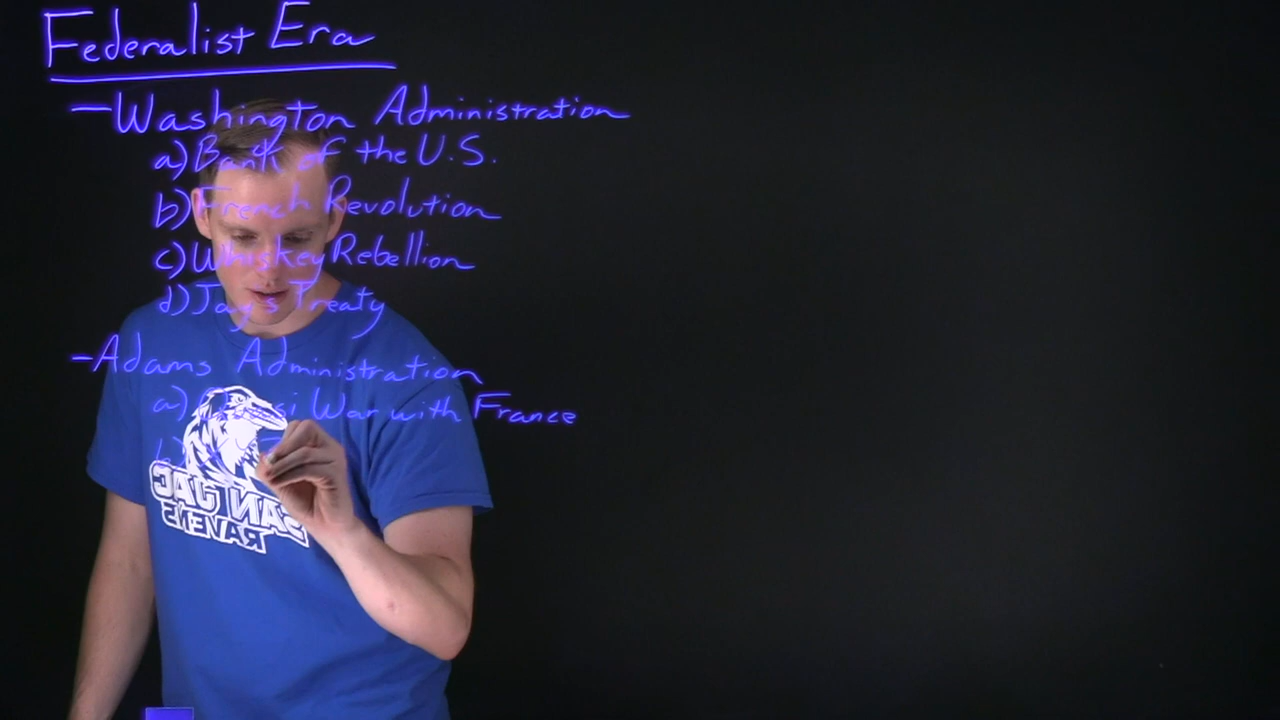 Federalist Era
- Washington Administration
a) Bank of the U.S.
b) French Revolution
c) Whiskey Rebellion
d) Jay's Treaty
- Adams Administration
a) Quasi War with France
b)
SAN JAC
RAVENS